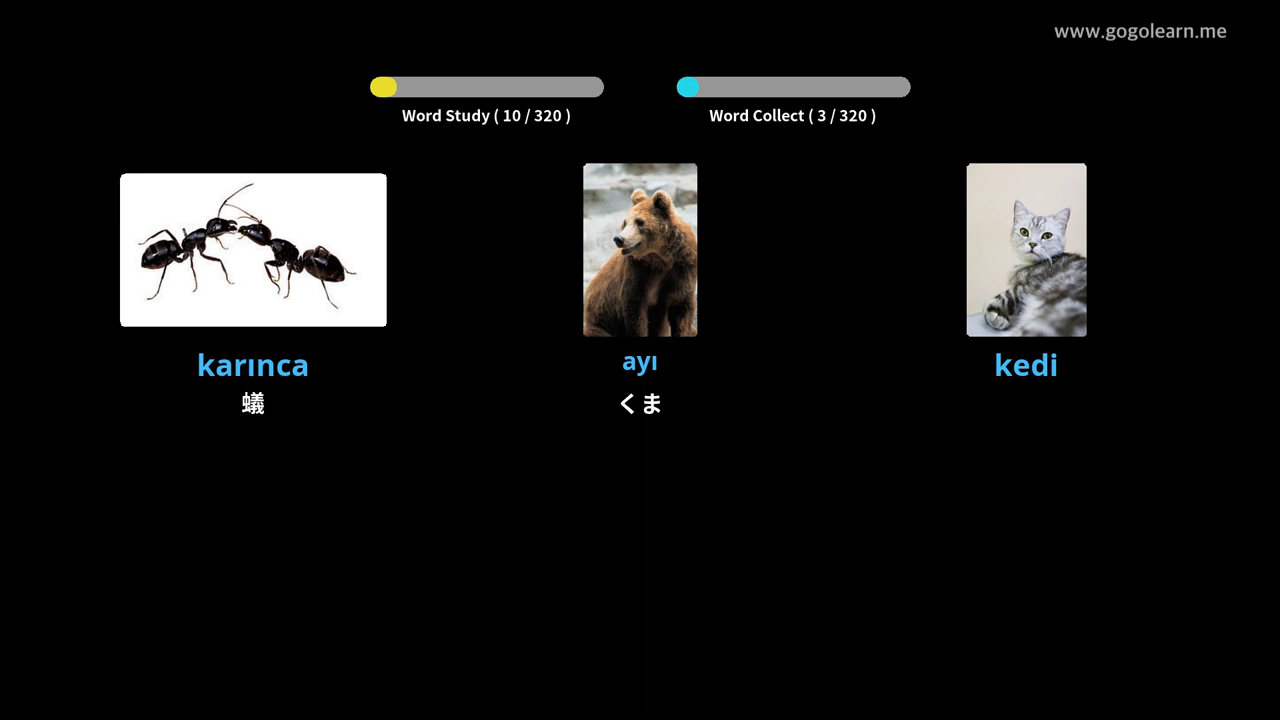 www.gogolearn.me
Word Study ( 10 / 320 )
Word Collect ( 3 / 320 )
karınca
蟻
ayı
くま
kedi